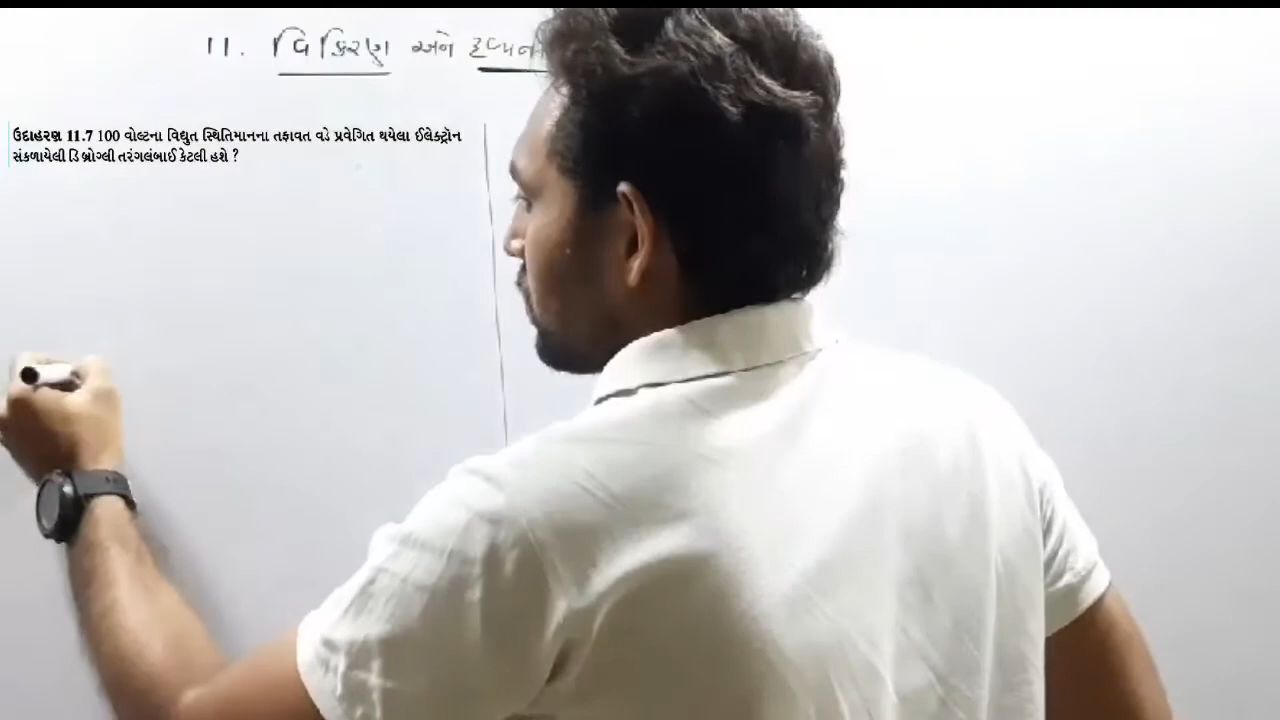 11. વિકિરણ અને
ઉદાહરણ 11.7 100 વોલ્ટના વિદ્યુત સ્થિતિમાનના તફાવત વડે પ્રવેગિત થયેલા ઈલેક્ટ્રૉન
સંકળાયેલી ડિ બ્રોગ્લી તરંગલંબાઈ કેટલી હશે ?